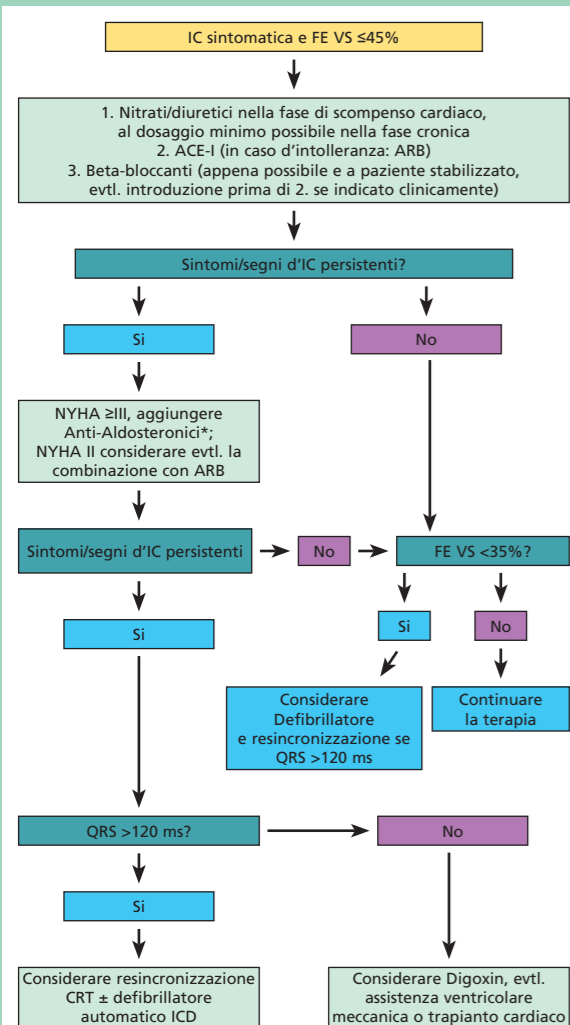 IC sintomatica e FE VS ≤45%
1. Nitrati/diuretici nella fase di scompenso cardiaco,
al dosaggio minimo possibile nella fase cronica
2. ACE-I (in caso d'intolleranza: ARB)
3. Beta-bloccanti (appena possibile e a paziente stabilizzato,
evtl. introduzione prima di 2. se indicato clinicamente)
Sintomi/segni d'IC persistenti?
Si
No
NYHA ≥III, aggiungere
Anti-Aldosteronici*;
NYHA II considerare evtl. la
combinazione con ARB
Sintomi/segni d'IC persistenti
No
FE VS <35%?
Si
Si
No
Considerare
Defibrillatore
e resincronizzazione se
QRS >120 ms
Continuare
la terapia
QRS >120 ms?
No
Si
Considerare resincronizzazione
CRT ± defibrillatore
automatico ICD
Considerare Digoxin, evtl.
assistenza ventricolare
meccanica o trapianto cardiaco